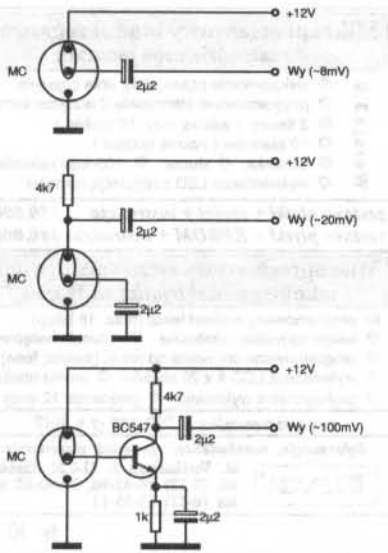 +12V
MC
2µ2
Wy (~8mV)
+12V
4k7
2µ2
Wy (~20mV)
MC
2µ2
+12V
4k7
BC547
2µ2
Wy (~100mV)
MC
1k
2µ2